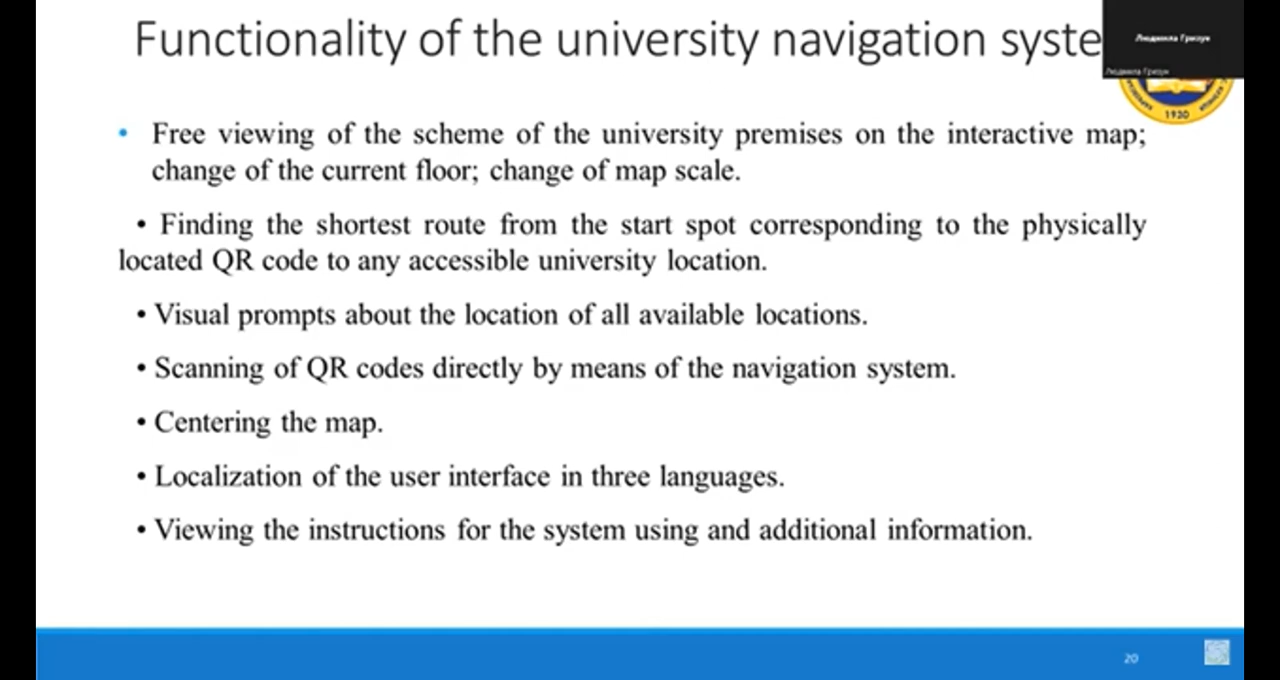 Functionality of the university navigation syste
Людмила Гризук
Людмила Гризук
1930
• Free viewing of the scheme of the university premises on the interactive map;
change of the current floor; change of map scale.
• Finding the shortest route from the start spot corresponding to the physically
located QR code to any accessible university location.
• Visual prompts about the location of all available locations.
• Scanning of QR codes directly by means of the navigation system.
• Centering the map.
• Localization of the user interface in three languages.
• Viewing the instructions for the system using and additional information.
20